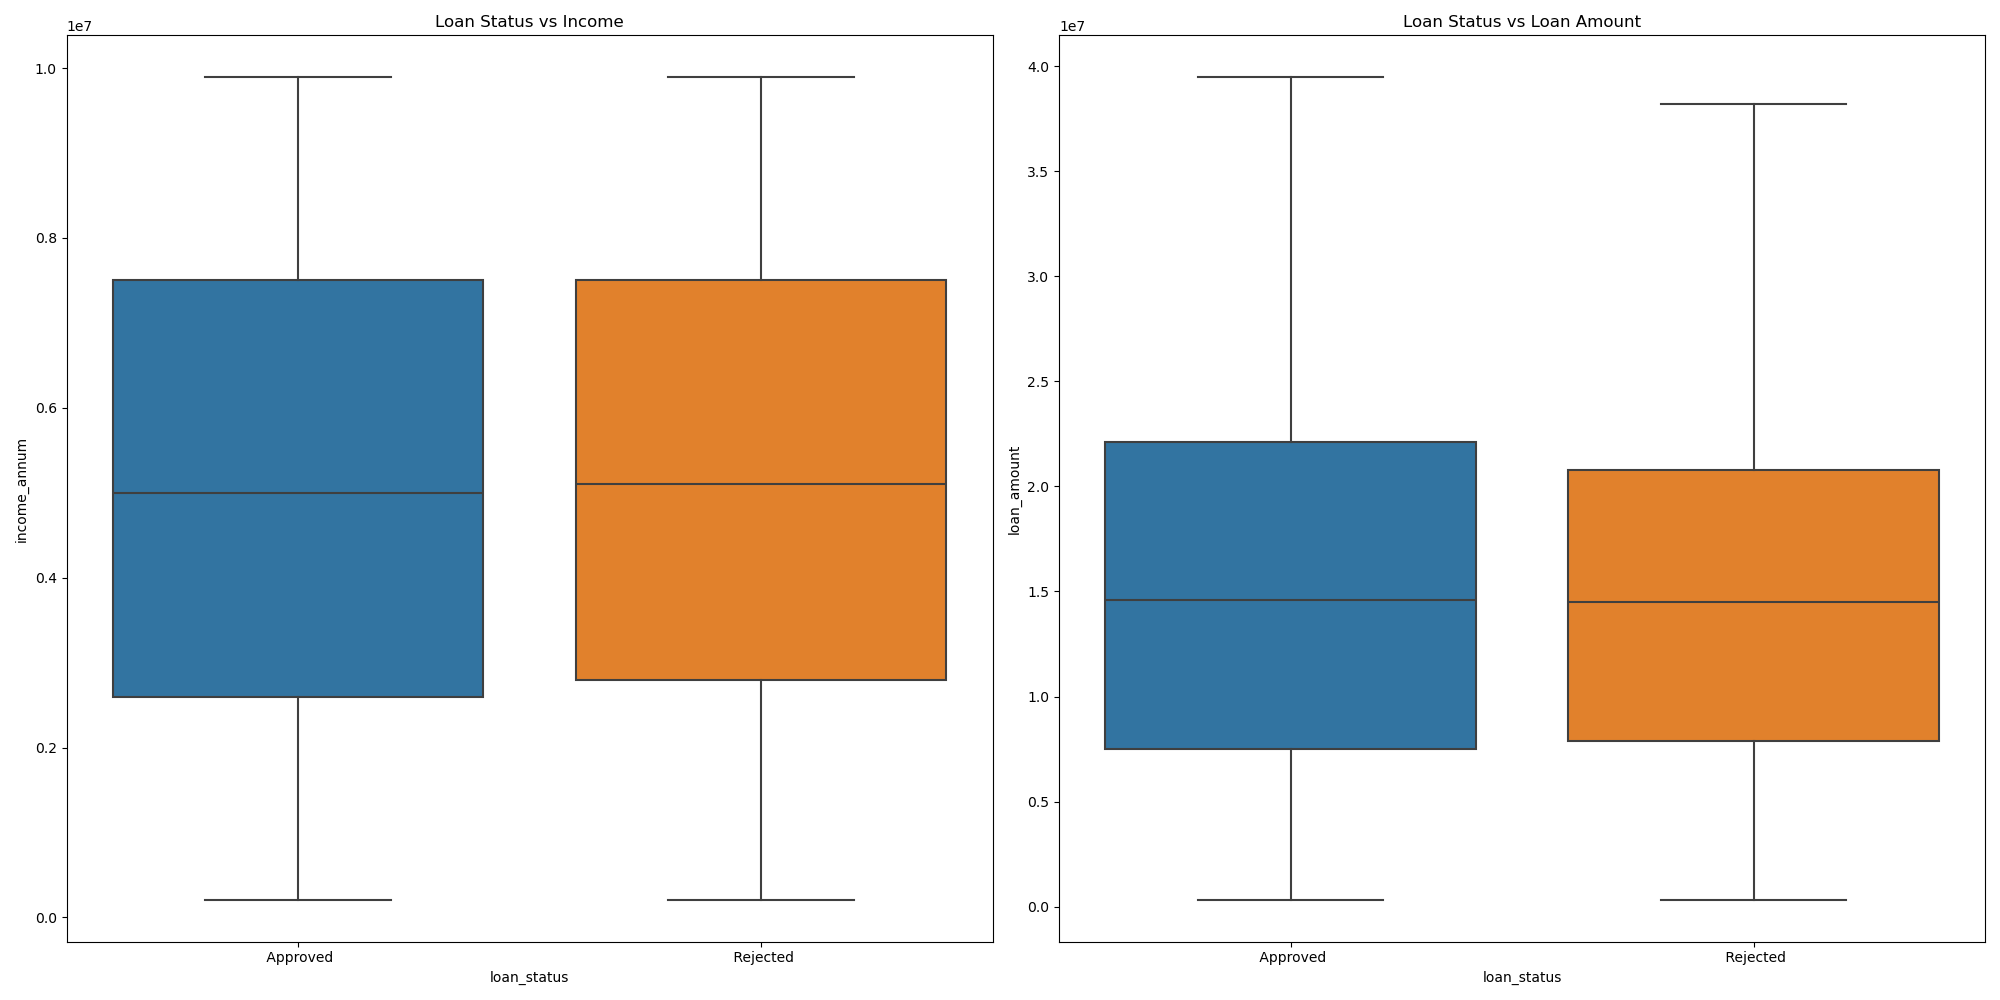 Loan Status vs Income
1e7
1.0
0.8
0.6
0.4
0.2
0.0
income_annum
Approved
Rejected
loan_status
Loan Status vs Loan Amount
1e7
4.0
3.5
3.0
2.5
2.0
1.5
1.0
0.5
0.0
loan_amount
Approved
Rejected
loan_status